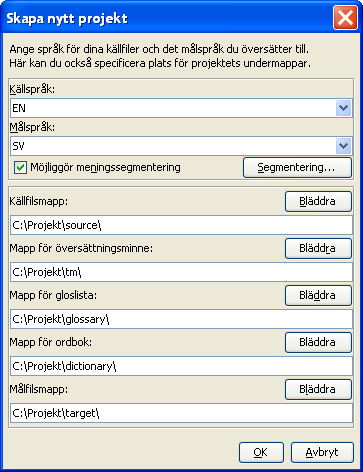 Skapa nytt projekt
Ange språk för dina källfiler och det målspråk du översätter till.
Här kan du också specificera plats för projektets undermappar.
Källspråk:
EN
Målspråk:
SV
Möjliggör meningssegmentering
Segmentering...
Källfilsmapp:
Bläddra
C:\Projekt\source\
Mapp för översättningsminne:
Bläddra
C:\Projekt\tm\
Mapp för gloslista:
Bläddra
C:\Projekt\glossary\
Mapp för ordbok:
Bläddra
C:\Projekt\dictionary\
Målfilsmapp:
Bläddra
C:\Projekt\target\
OK
Avbryt